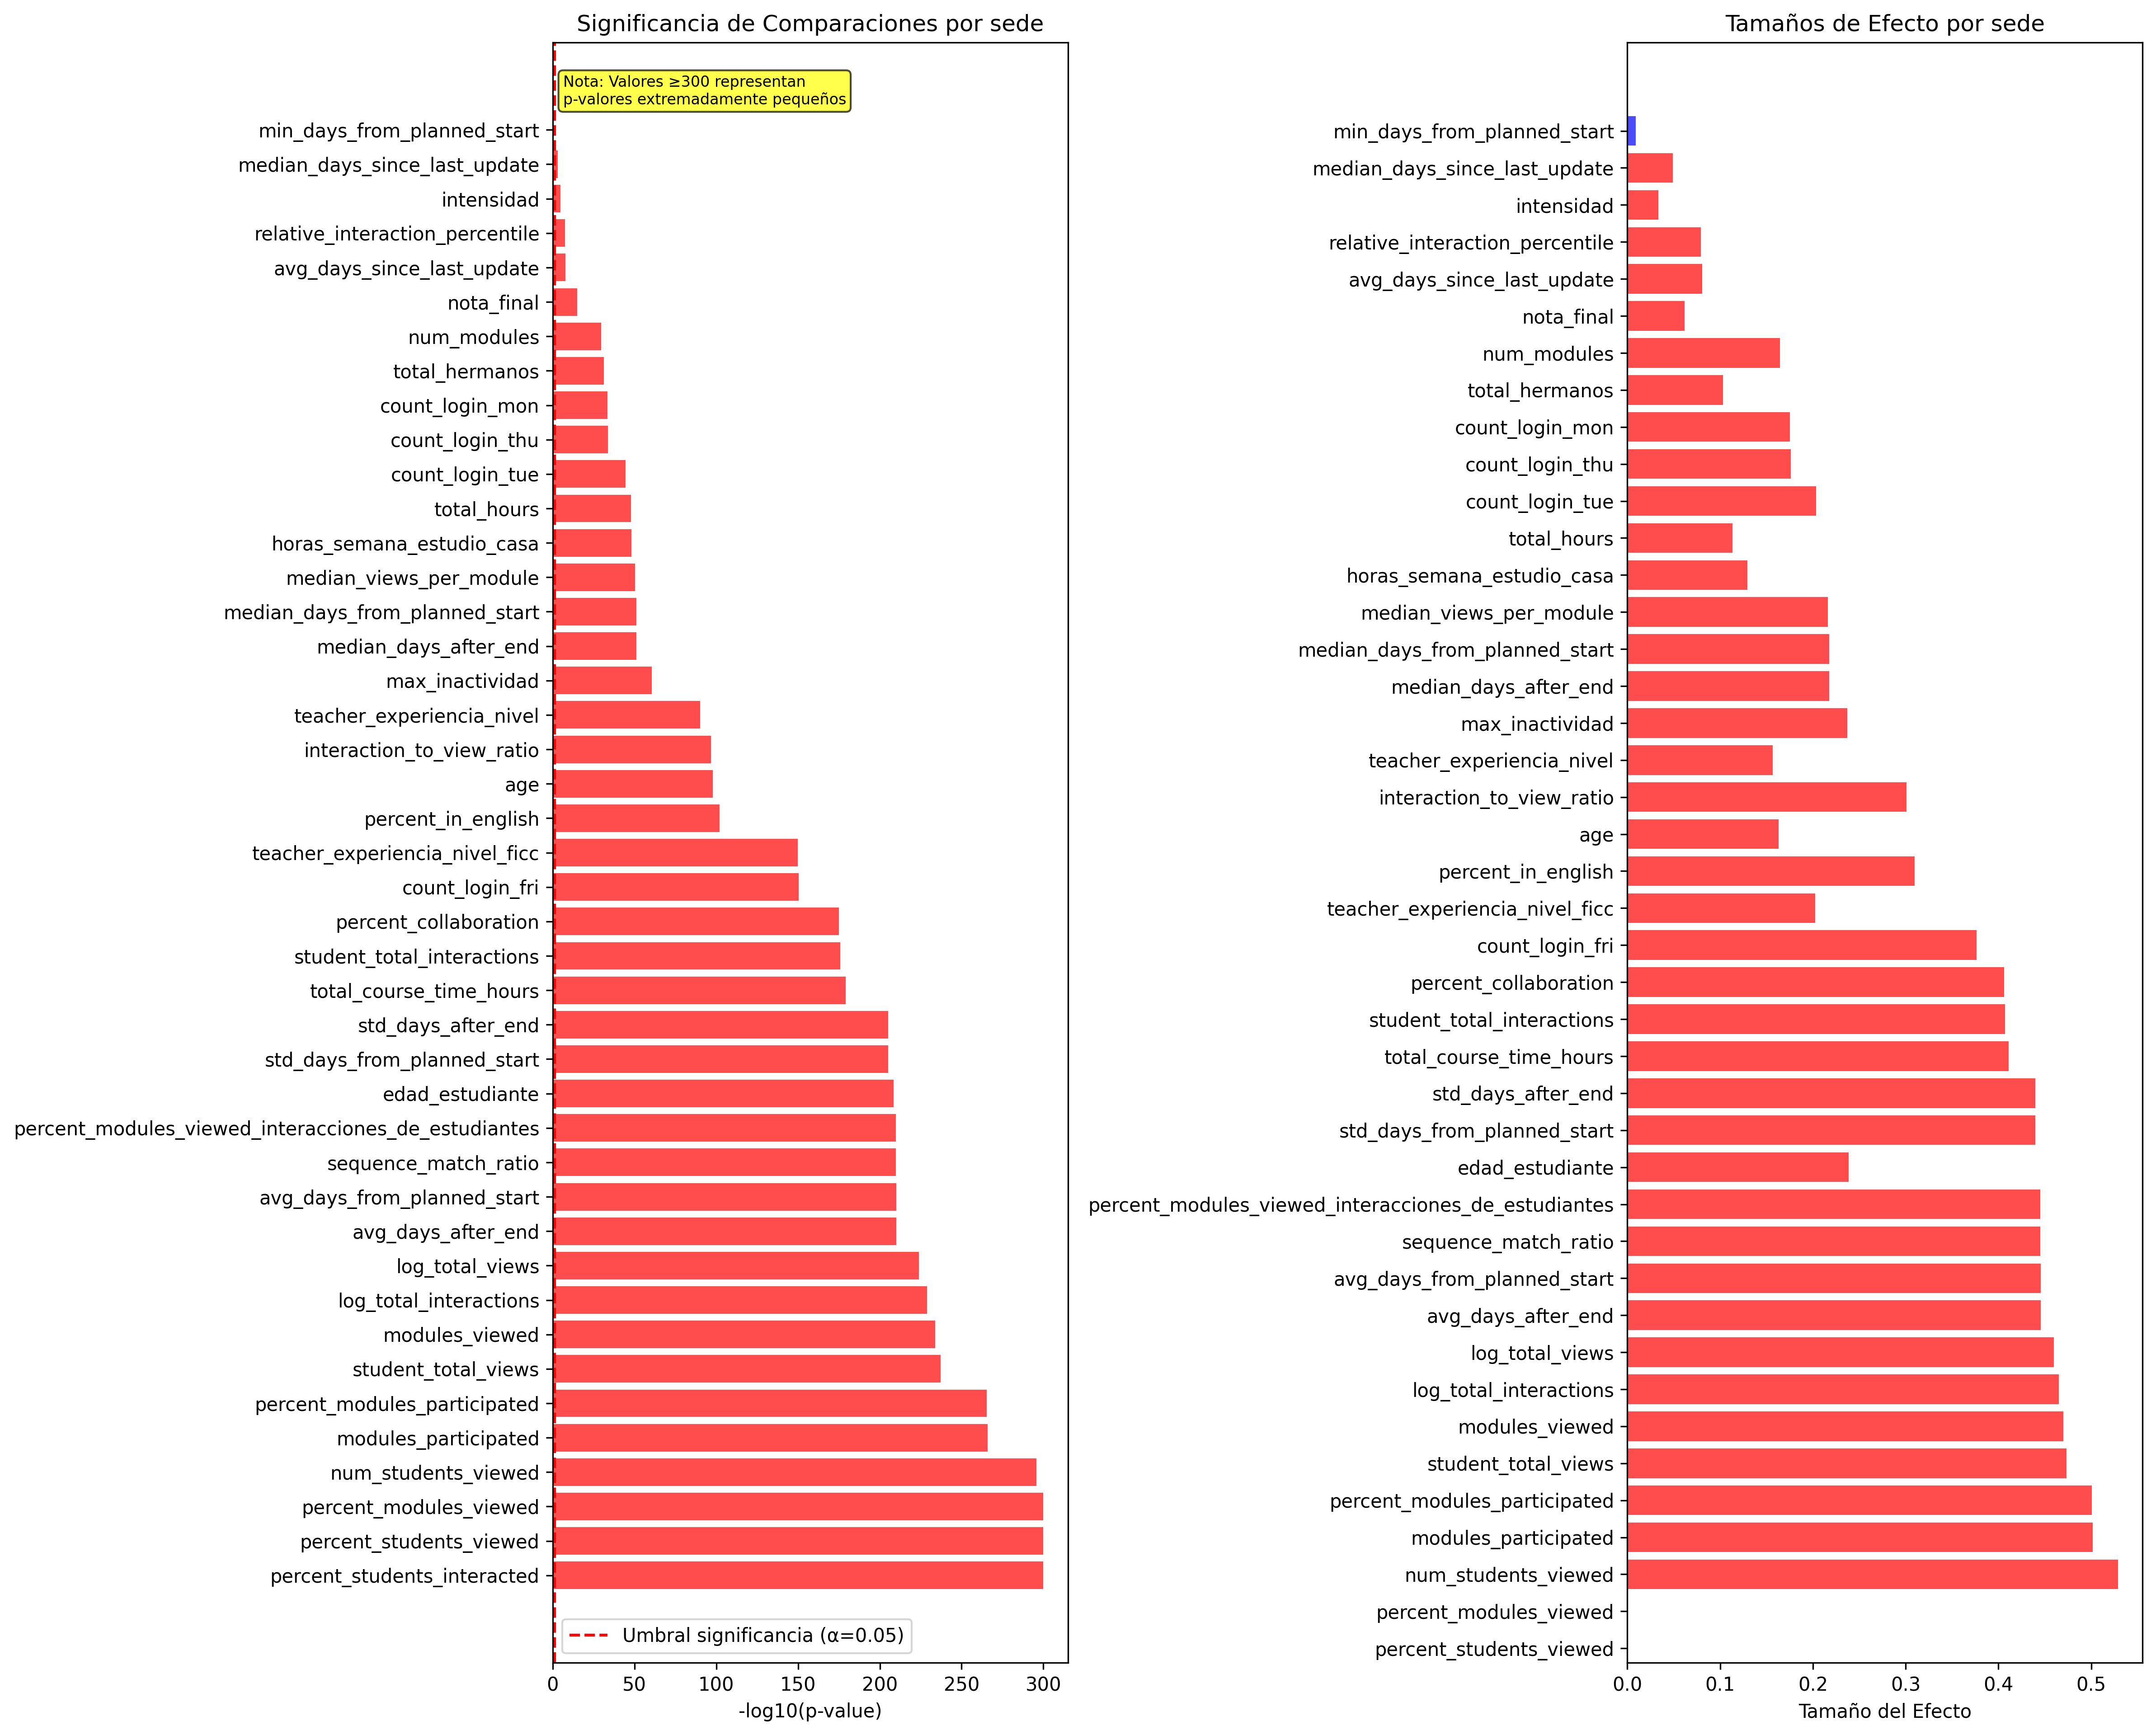 Significancia de Comparaciones por sede
Nota: Valores ≥300 representan
p-valores extremadamente pequeños
min_days_from_planned_start
median_days_since_last_update
intensidad
relative_interaction_percentile
avg_days_since_last_update
nota_final
num_modules
total_hermanos
count_login_mon
count_login_thu
count_login_tue
total_hours
horas_semana_estudio_casa
median_views_per_module
median_days_from_planned_start
median_days_after_end
max_inactividad
teacher_experiencia_nivel
interaction_to_view_ratio
age
percent_in_english
teacher_experiencia_nivel_ficc
count_login_fri
percent_collaboration
student_total_interactions
total_course_time_hours
std_days_after_end
std_days_from_planned_start
edad_estudiante
percent_modules_viewed_interacciones_de_estudiantes
sequence_match_ratio
avg_days_from_planned_start
avg_days_after_end
log_total_views
log_total_interactions
modules_viewed
student_total_views
percent_modules_participated
modules_participated
num_students_viewed
percent_modules_viewed
percent_students_viewed
percent_students_interacted
Umbral significancia (α=0.05)
0 50 100 150 200 250 300
-log10(p-value)
Tamaños de Efecto por sede
min_days_from_planned_start
median_days_since_last_update
intensidad
relative_interaction_percentile
avg_days_since_last_update
nota_final
num_modules
total_hermanos
count_login_mon
count_login_thu
count_login_tue
total_hours
horas_semana_estudio_casa
median_views_per_module
median_days_from_planned_start
median_days_after_end
max_inactividad
teacher_experiencia_nivel
interaction_to_view_ratio
age
percent_in_english
teacher_experiencia_nivel_ficc
count_login_fri
percent_collaboration
student_total_interactions
total_course_time_hours
std_days_after_end
std_days_from_planned_start
edad_estudiante
percent_modules_viewed_interacciones_de_estudiantes
sequence_match_ratio
avg_days_from_planned_start
avg_days_after_end
log_total_views
log_total_interactions
modules_viewed
student_total_views
percent_modules_participated
modules_participated
num_students_viewed
percent_modules_viewed
percent_students_viewed
0.0 0.1 0.2 0.3 0.4 0.5
Tamaño del Efecto